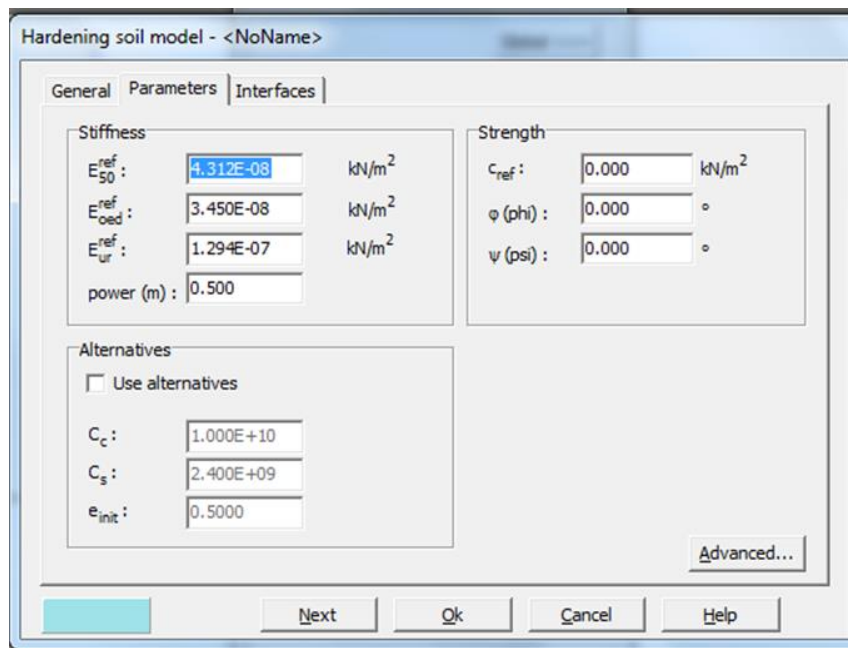 Hardening soil model - <NoName>
General Parameters Interfaces
Stiffness
E50ref : 4.312E-08 kN/m2
Eoedref : 3.450E-08 kN/m2
Eurref : 1.294E-07 kN/m2
power (m) : 0.500
Strength
cref : 0.000 kN/m2
φ (phi) : 0.000 °
ψ (psi) : 0.000 °
Alternatives
Use alternatives
Cc : 1.000E+10
Cs : 2.400E+09
einit : 0.5000
Advanced...
Next Ok Cancel Help